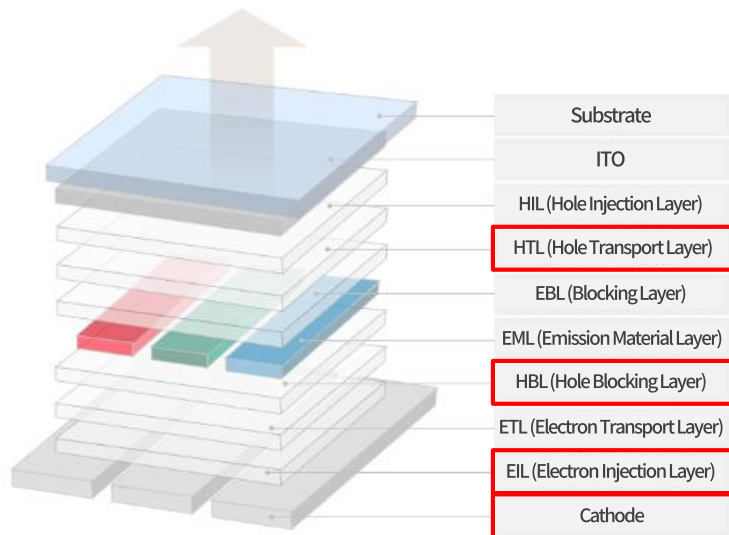 Substrate
ITO
HIL (Hole Injection Layer)
HTL (Hole Transport Layer)
EBL (Blocking Layer)
EML (Emission Material Layer)
HBL (Hole Blocking Layer)
ETL (Electron Transport Layer)
EIL (Electron Injection Layer)
Cathode